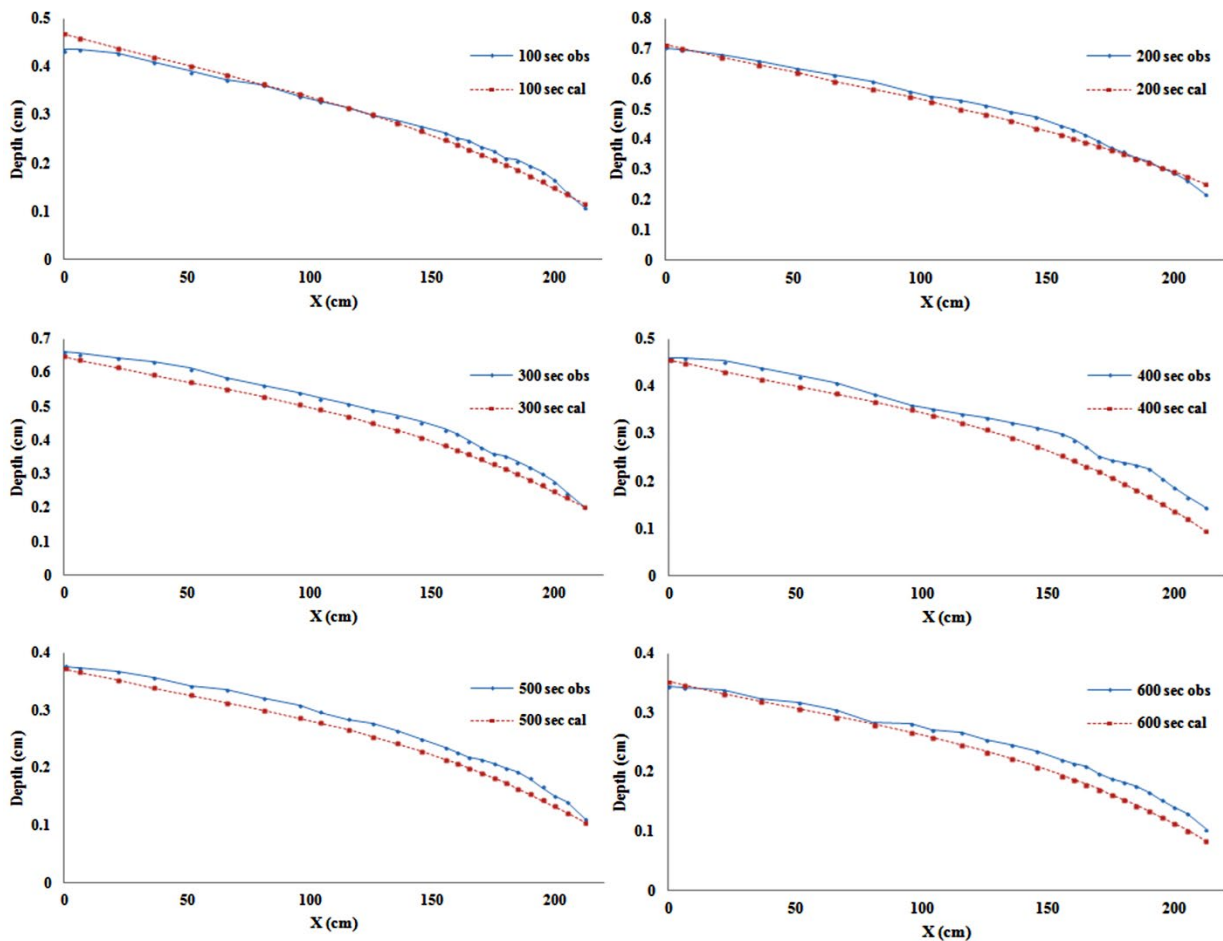 0.5
0.4
0.3
0.2
0.1
0
Depth (cm)
100 sec obs
100 sec cal
0 50 100 150 200
X (cm)
0.8
0.7
0.6
0.5
0.4
0.3
0.2
0.1
0
Depth (cm)
200 sec obs
200 sec cal
0 50 100 150 200
X (cm)
0.7
0.6
0.5
0.4
0.3
0.2
0.1
0
Depth (cm)
300 sec obs
300 sec cal
0 50 100 150 200
X (cm)
0.5
0.4
0.3
0.2
0.1
0
Depth (cm)
400 sec obs
400 sec cal
0 50 100 150 200
X (cm)
0.4
0.3
0.2
0.1
0
Depth (cm)
500 sec obs
500 sec cal
0 50 100 150 200
X (cm)
0.4
0.3
0.2
0.1
0
Depth (cm)
600 sec obs
600 sec cal
0 50 100 150 200
X (cm)